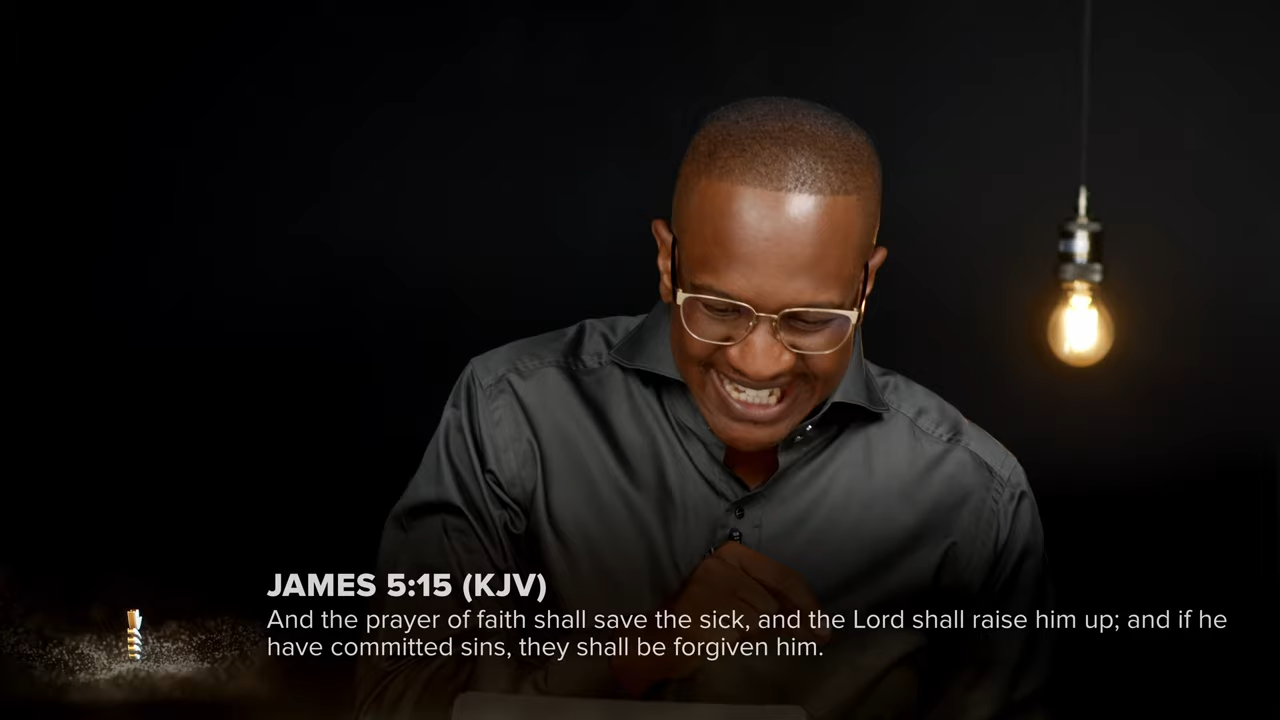 JAMES 5:15 (KJV)
And the prayer of faith shall save the sick, and the Lord shall raise him up; and if he
have committed sins, they shall be forgiven him.